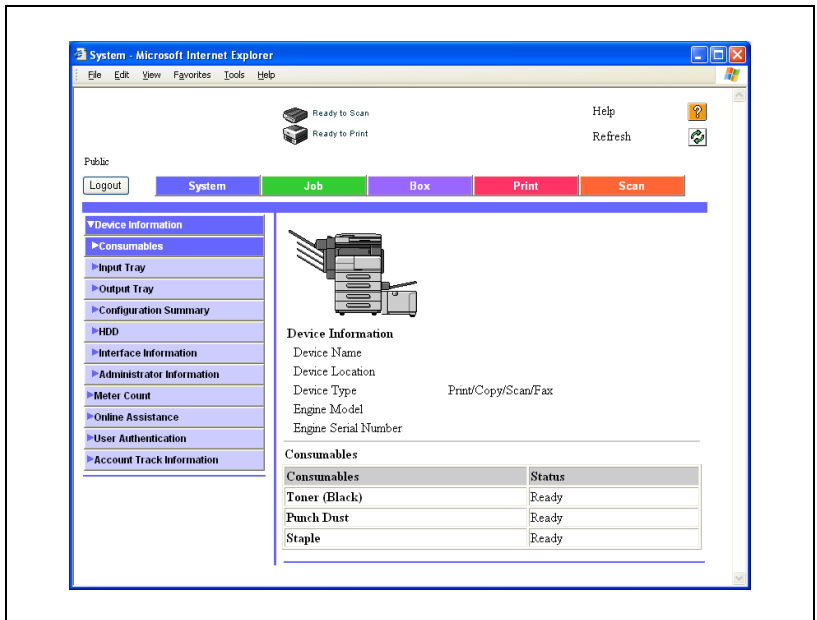 System - Microsoft Internet Explorer
File Edit View Favorites Tools Help
Ready to Scan
Help
Ready to Print
Refresh
Public
Logout
System Job Box Print Scan
Device Information
Consumables
Input Tray
Output Tray
Configuration Summary
HDD
Interface Information
Administrator Information
Meter Count
Online Assistance
User Authentication
Account Track Information
Device Information
Device Name
Device Location
Device Type Print/Copy/Scan/Fax
Engine Model
Engine Serial Number
Consumables
Consumables Status
Toner (Black) Ready
Punch Dust Ready
Staple Ready